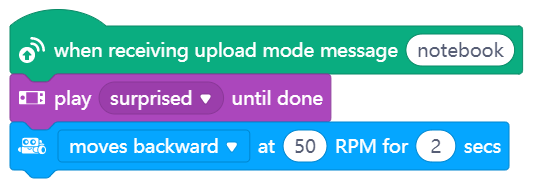 when receiving upload mode message notebook
play surprised until done
moves backward at 50 RPM for 2 secs